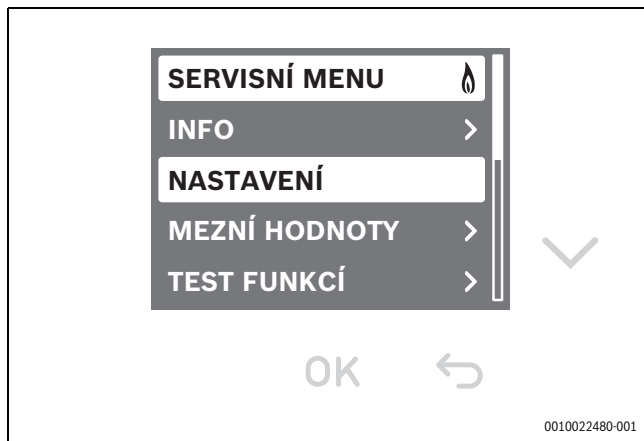 SERVISNÍ MENU
INFO
NASTAVENÍ
MEZNÍ HODNOTY
TEST FUNKCÍ
OK
0010022480-001